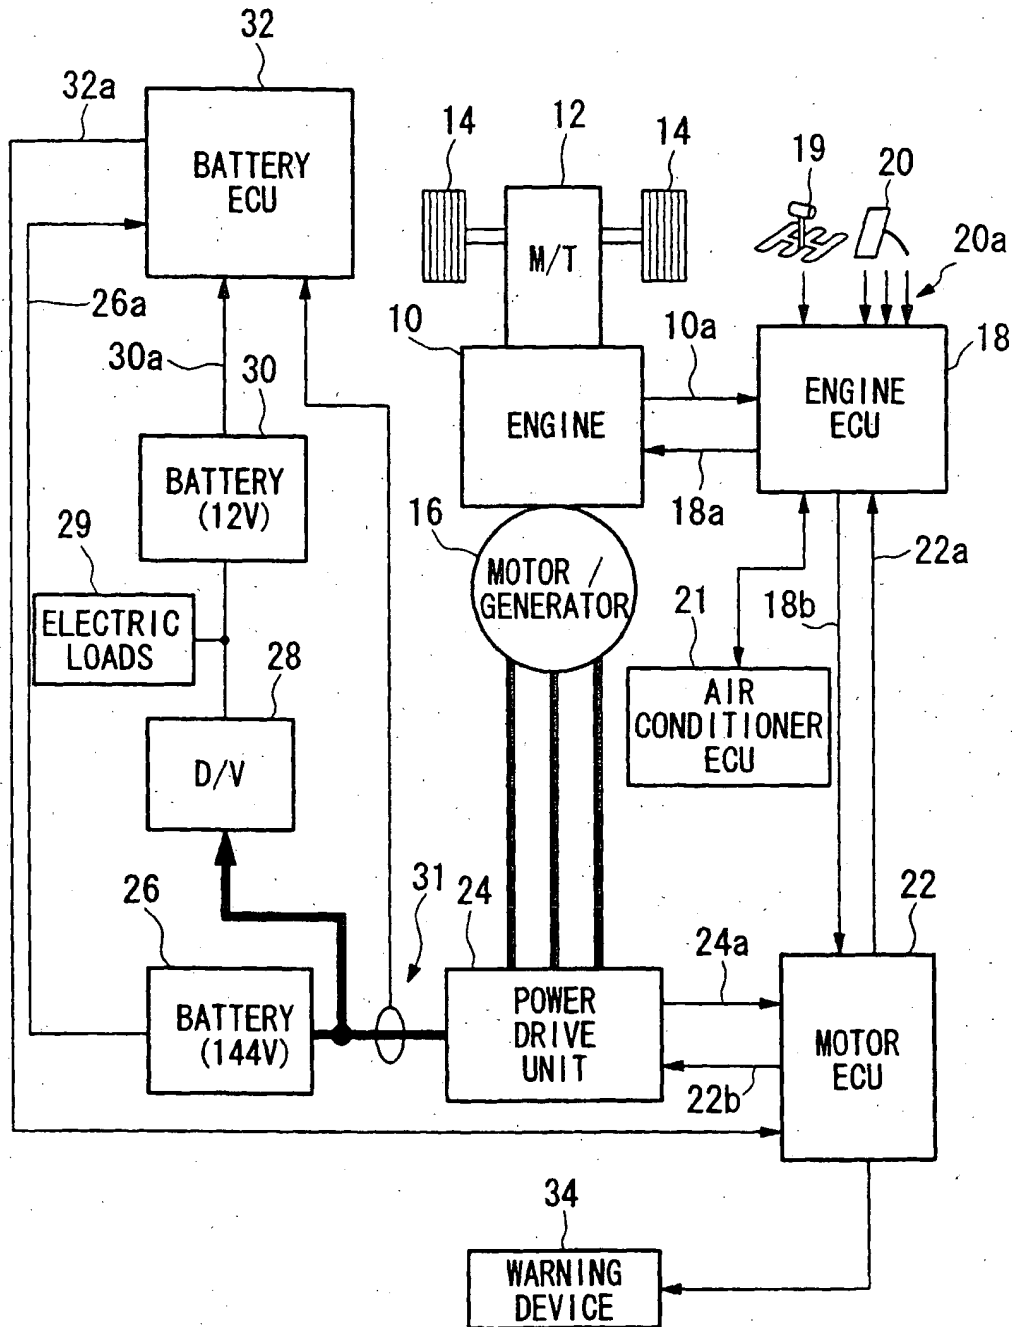 32
32a
BATTERY
ECU
14
12
14
19
20
20a
M/T
26a
10
10a
18
30a
30
ENGINE
ENGINE
ECU
18a
BATTERY
(12V)
16
29
22a
MOTOR /
GENERATOR
21
18b
ELECTRIC
LOADS
28
AIR
CONDITIONER
ECU
D/V
31
26
24
22
24a
BATTERY
(144V)
POWER
DRIVE
UNIT
MOTOR
ECU
22b
34
WARNING
DEVICE